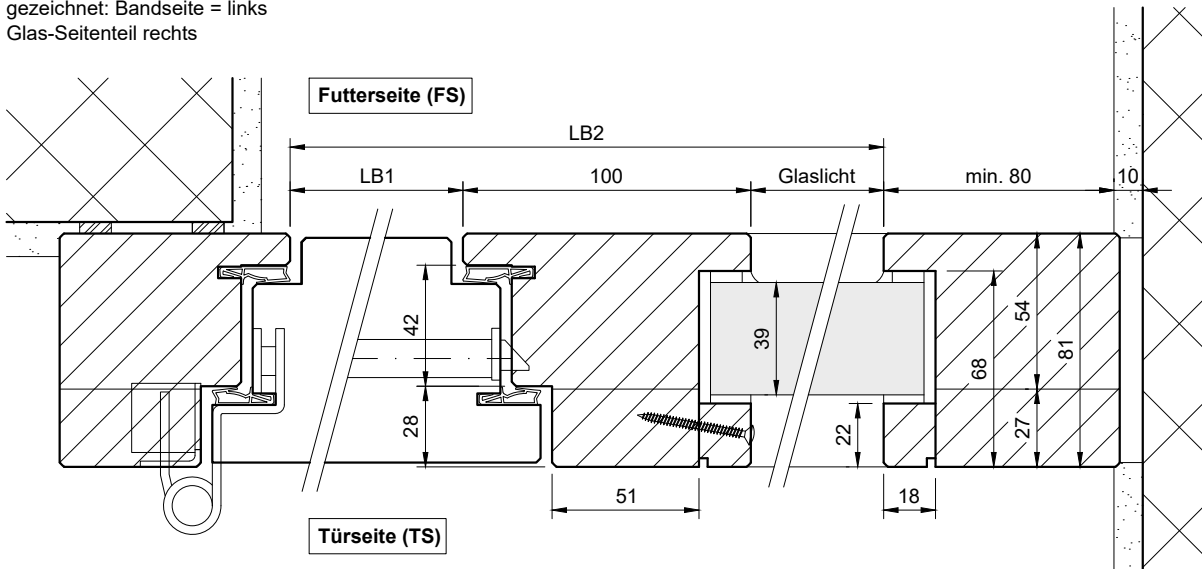 gezeichnet: Bandseite = links
Glas-Seitenteil rechts
Futterseite (FS)
LB2
LB1
100
Glaslicht
min. 80
10
42
28
39
22
68
54
27
81
51
18
Türseite (TS)